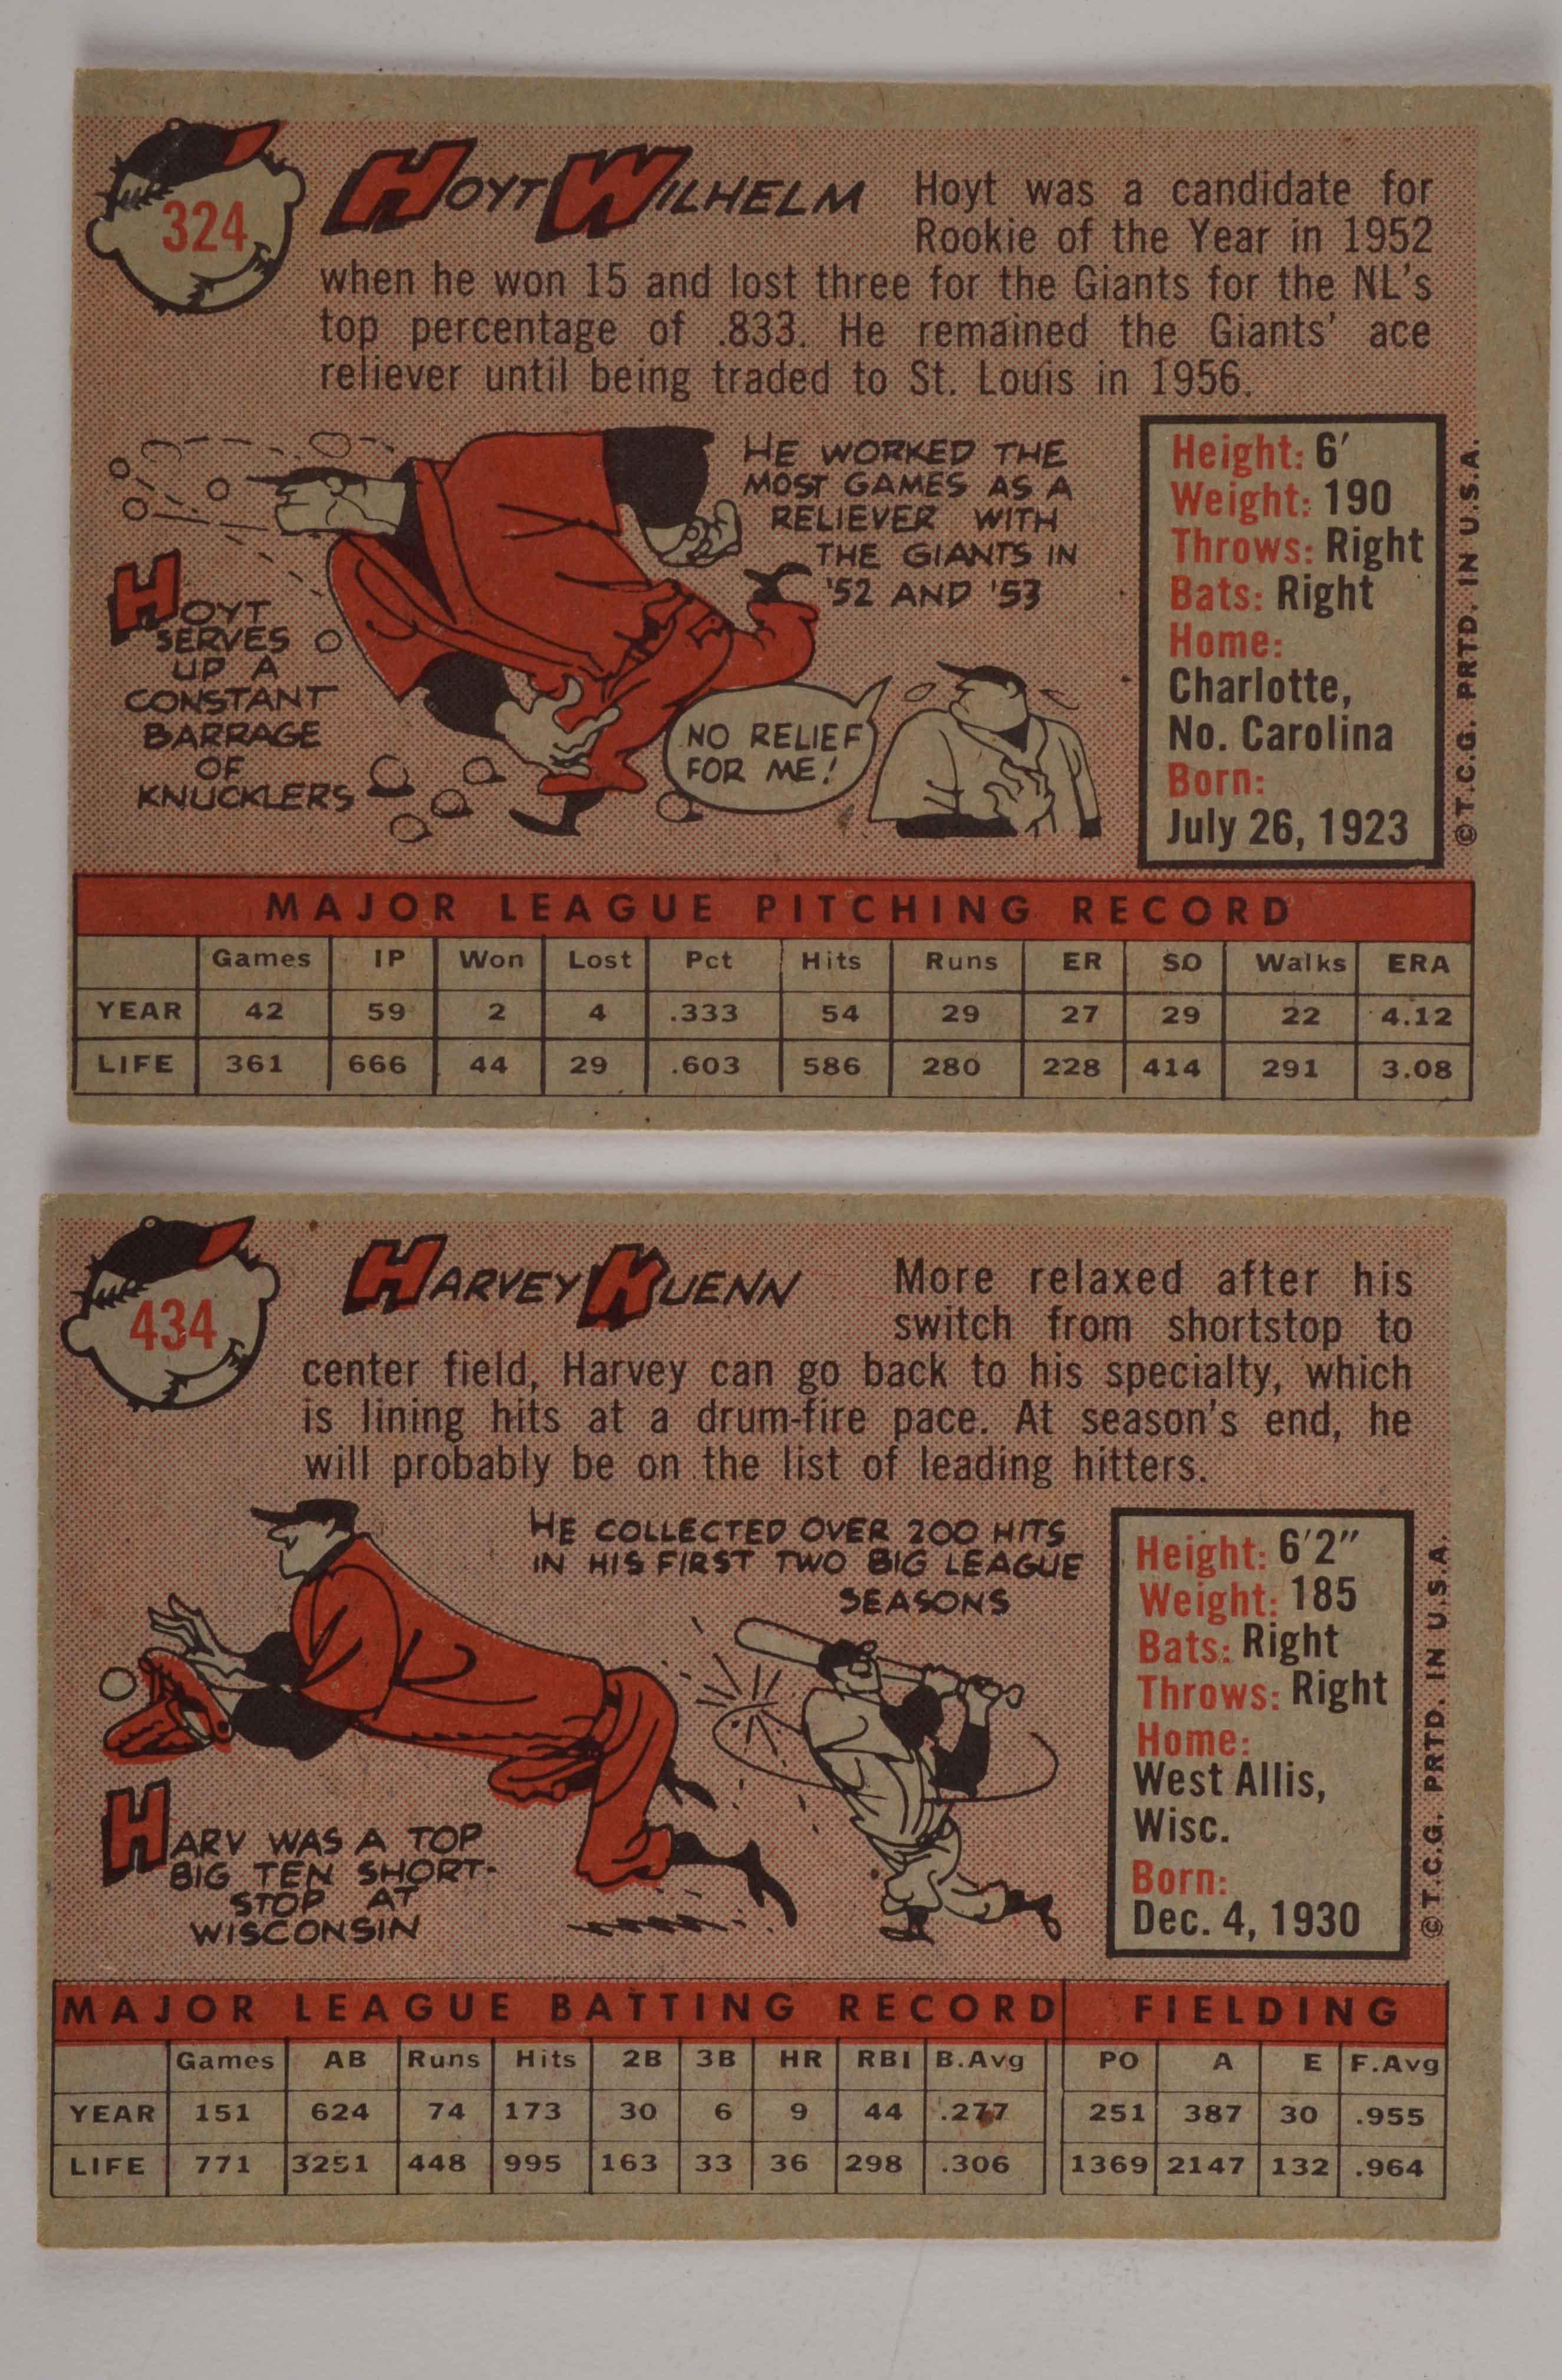 324
HOYT WILHELM
Hoyt was a candidate for
Rookie of the Year in 1952
when he won 15 and lost three for the Giants for the NL's
top percentage of .833. He remained the Giants' ace
reliever until being traded to St. Louis in 1956.
HE WORKED THE
MOST GAMES AS A
RELIEVER WITH
THE GIANTS IN
'52 AND '53
HOYT
SERVES
UP A
CONSTANT
BARRAGE
OF
KNUCKLERS
NO RELIEF
FOR ME!
Height: 6'
Weight: 190
Throws: Right
Bats: Right
Home:
Charlotte,
No. Carolina
Born:
July 26, 1923
© T.C.G. PRTD. IN U.S.A.
MAJOR LEAGUE PITCHING RECORD
Games IP Won Lost Pct Hits Runs ER SO Walks ERA
YEAR 42 59 2 4 .333 54 29 27 29 22 4.12
LIFE 361 666 44 29 .603 586 280 228 414 291 3.08
434
HARVEY KUENN
More relaxed after his
switch from shortstop to
center field, Harvey can go back to his specialty, which
is lining hits at a drum-fire pace. At season's end, he
will probably be on the list of leading hitters.
HE COLLECTED OVER 200 HITS
IN HIS FIRST TWO BIG LEAGUE
SEASONS
HARV WAS A TOP
BIG TEN SHORT-
STOP AT
WISCONSIN
Height: 6'2"
Weight: 185
Bats: Right
Throws: Right
Home:
West Allis,
Wisc.
Born:
Dec. 4, 1930
© T.C.G. PRTD. IN U.S.A.
MAJOR LEAGUE BATTING RECORD FIELDING
Games AB Runs Hits 2B 3B HR RBI B.Avg PO A E F.Avg
YEAR 151 624 74 173 30 6 9 44 .277 251 387 30 .955
LIFE 771 3251 448 995 163 33 36 298 .306 1369 2147 132 .964